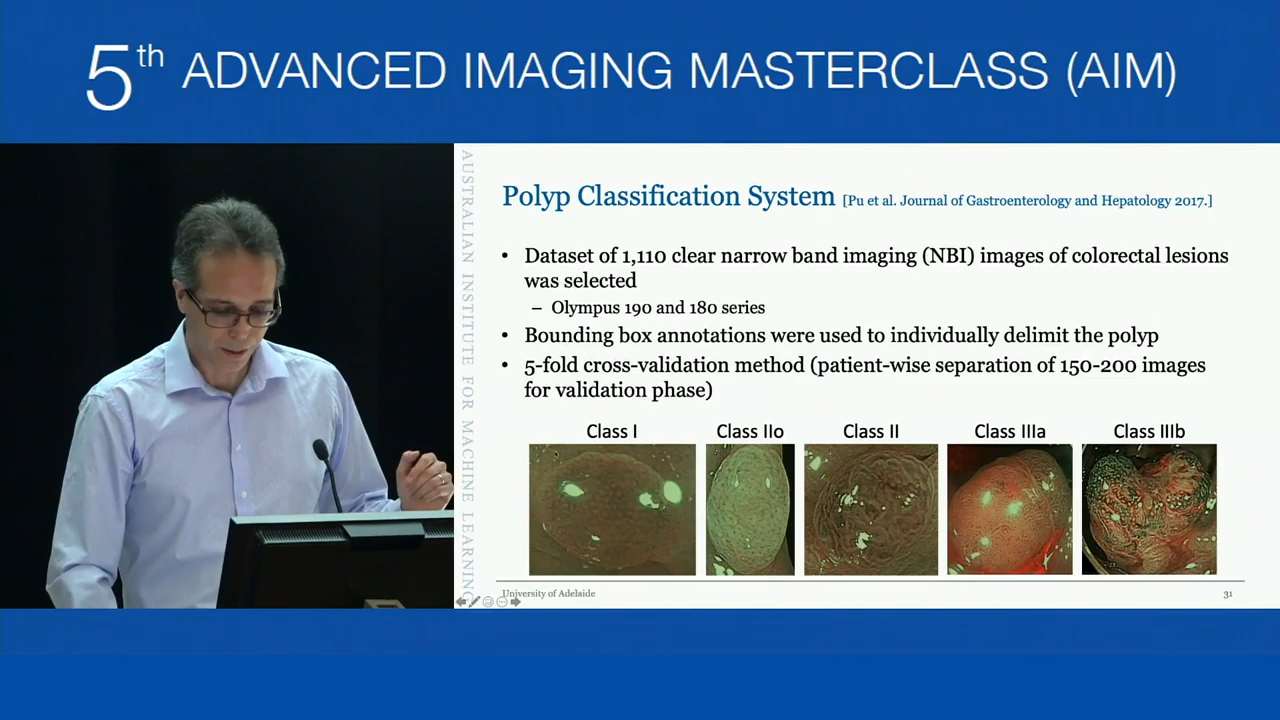 5th ADVANCED IMAGING MASTERCLASS (AIM)
AUSTRALIAN INSTITUTE FOR MACHINE LEARNING
Polyp Classification System [Pu et al. Journal of Gastroenterology and Hepatology 2017.]
• Dataset of 1,110 clear narrow band imaging (NBI) images of colorectal lesions
was selected
– Olympus 190 and 180 series
• Bounding box annotations were used to individually delimit the polyp
• 5-fold cross-validation method (patient-wise separation of 150-200 images
for validation phase)
Class I Class IIo Class II Class IIIa Class IIIb
University of Adelaide 31